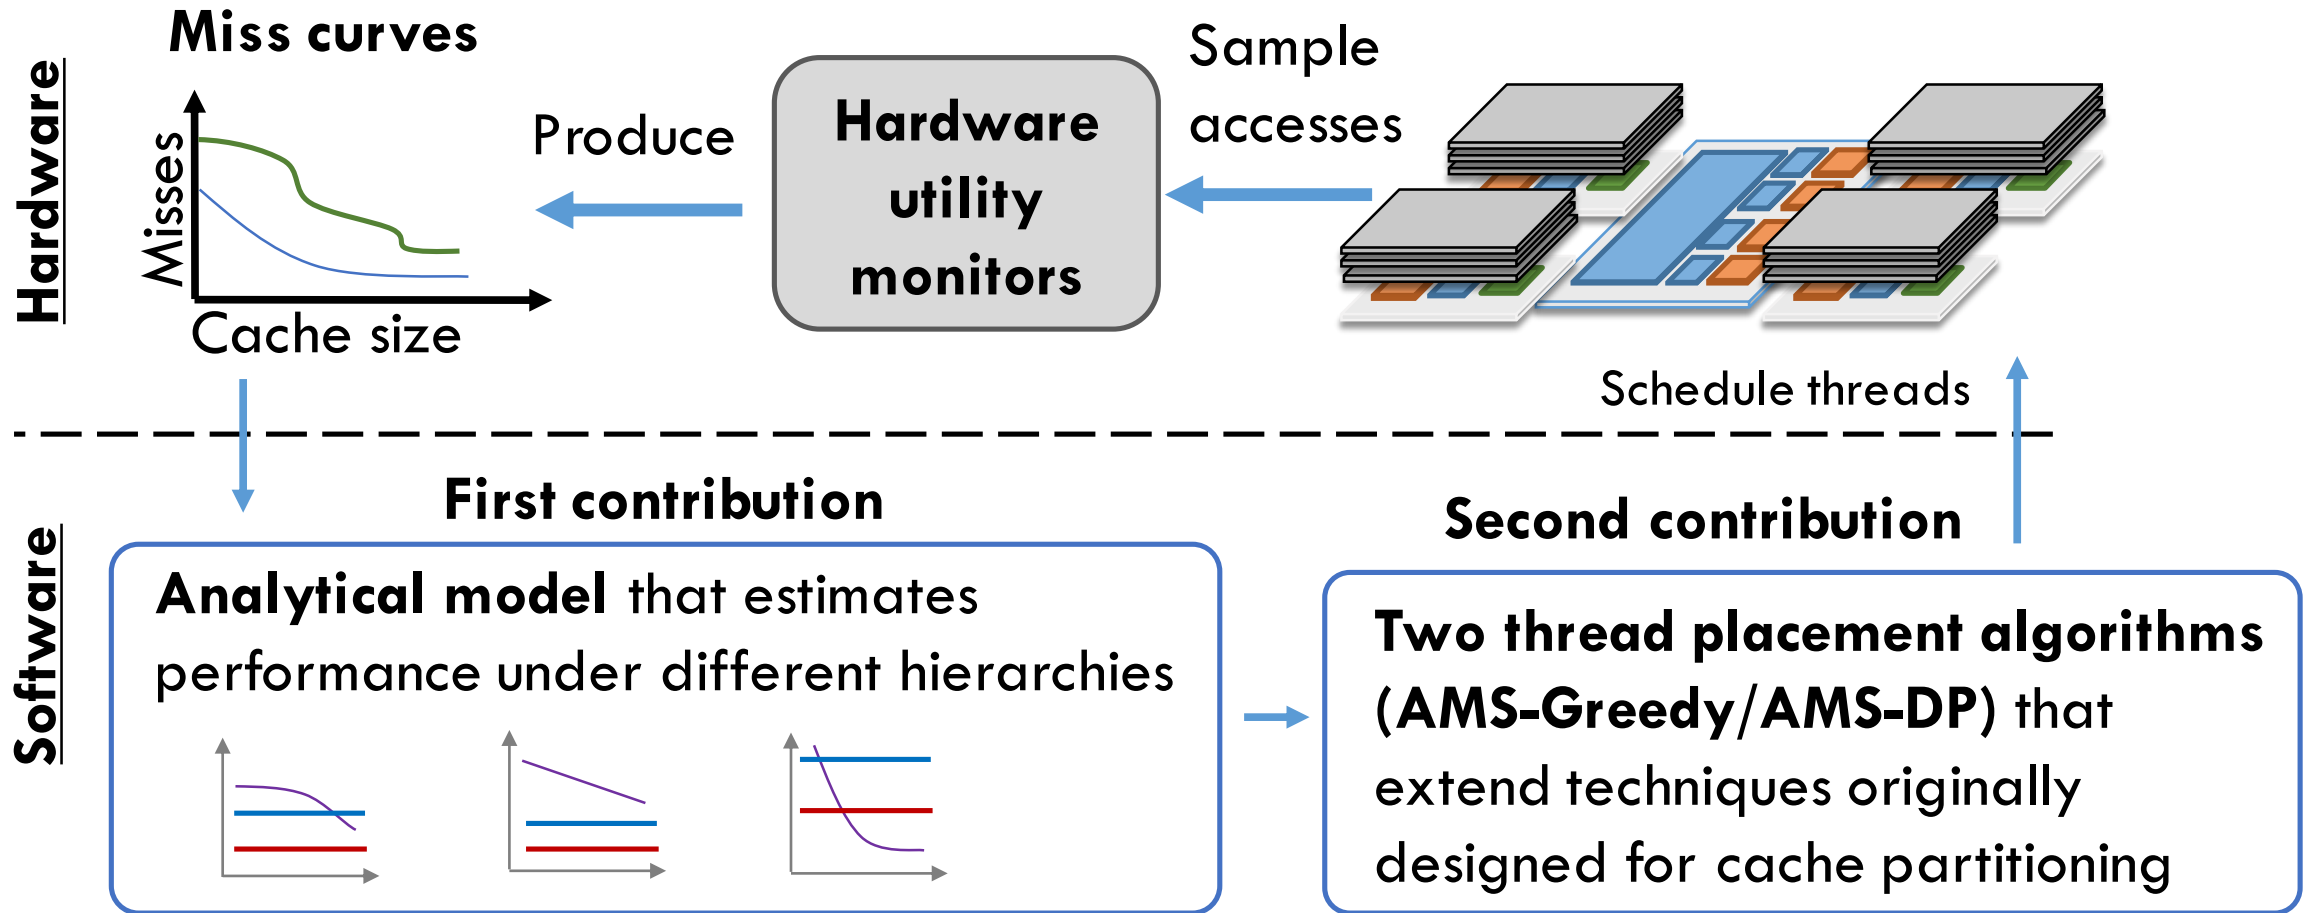 Hardware
Miss curves
Misses
Cache size
Produce
Hardware
utility
monitors
Sample
accesses
Schedule threads
Software
First contribution
Analytical model that estimates
performance under different hierarchies
Second contribution
Two thread placement algorithms
(AMS-Greedy/AMS-DP) that
extend techniques originally
designed for cache partitioning